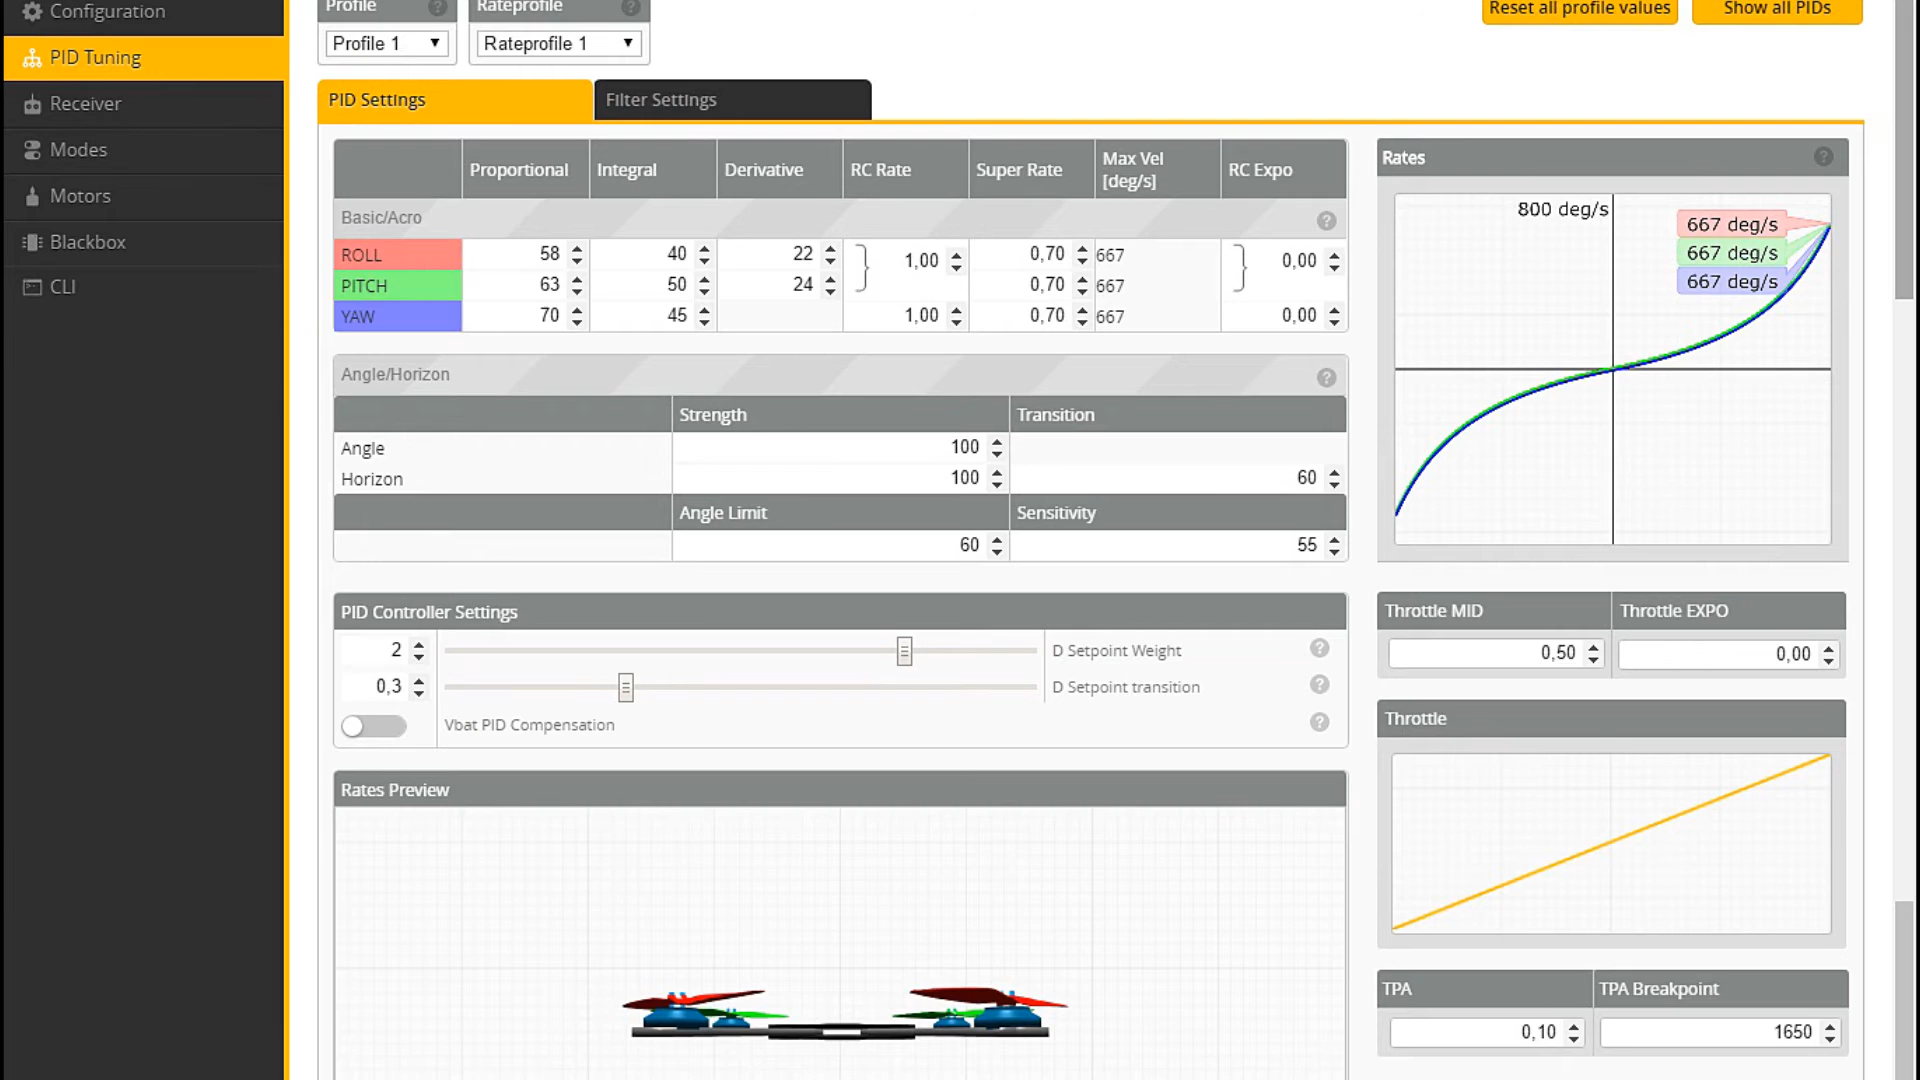 Configuration
PID Tuning
Receiver
Modes
Motors
Blackbox
CLI
Profile
Rateprofile
Reset all profile values
Show all PIDs
Profile 1
Rateprofile 1
PID Settings
Filter Settings
Proportional
Integral
Derivative
RC Rate
Super Rate
Max Vel
[deg/s]
RC Expo
Basic/Acro
ROLL 58 40 22 1,00 0,70 667 0,00
PITCH 63 50 24 0,70 667
YAW 70 45 1,00 0,70 667 0,00
Angle/Horizon
Strength Transition
Angle 100
Horizon 100 60
Angle Limit Sensitivity
60 55
PID Controller Settings
2 D Setpoint Weight
0,3 D Setpoint transition
Vbat PID Compensation
Rates Preview
Rates
800 deg/s
667 deg/s
667 deg/s
667 deg/s
Throttle MID Throttle EXPO
0,50 0,00
Throttle
TPA TPA Breakpoint
0,10 1650